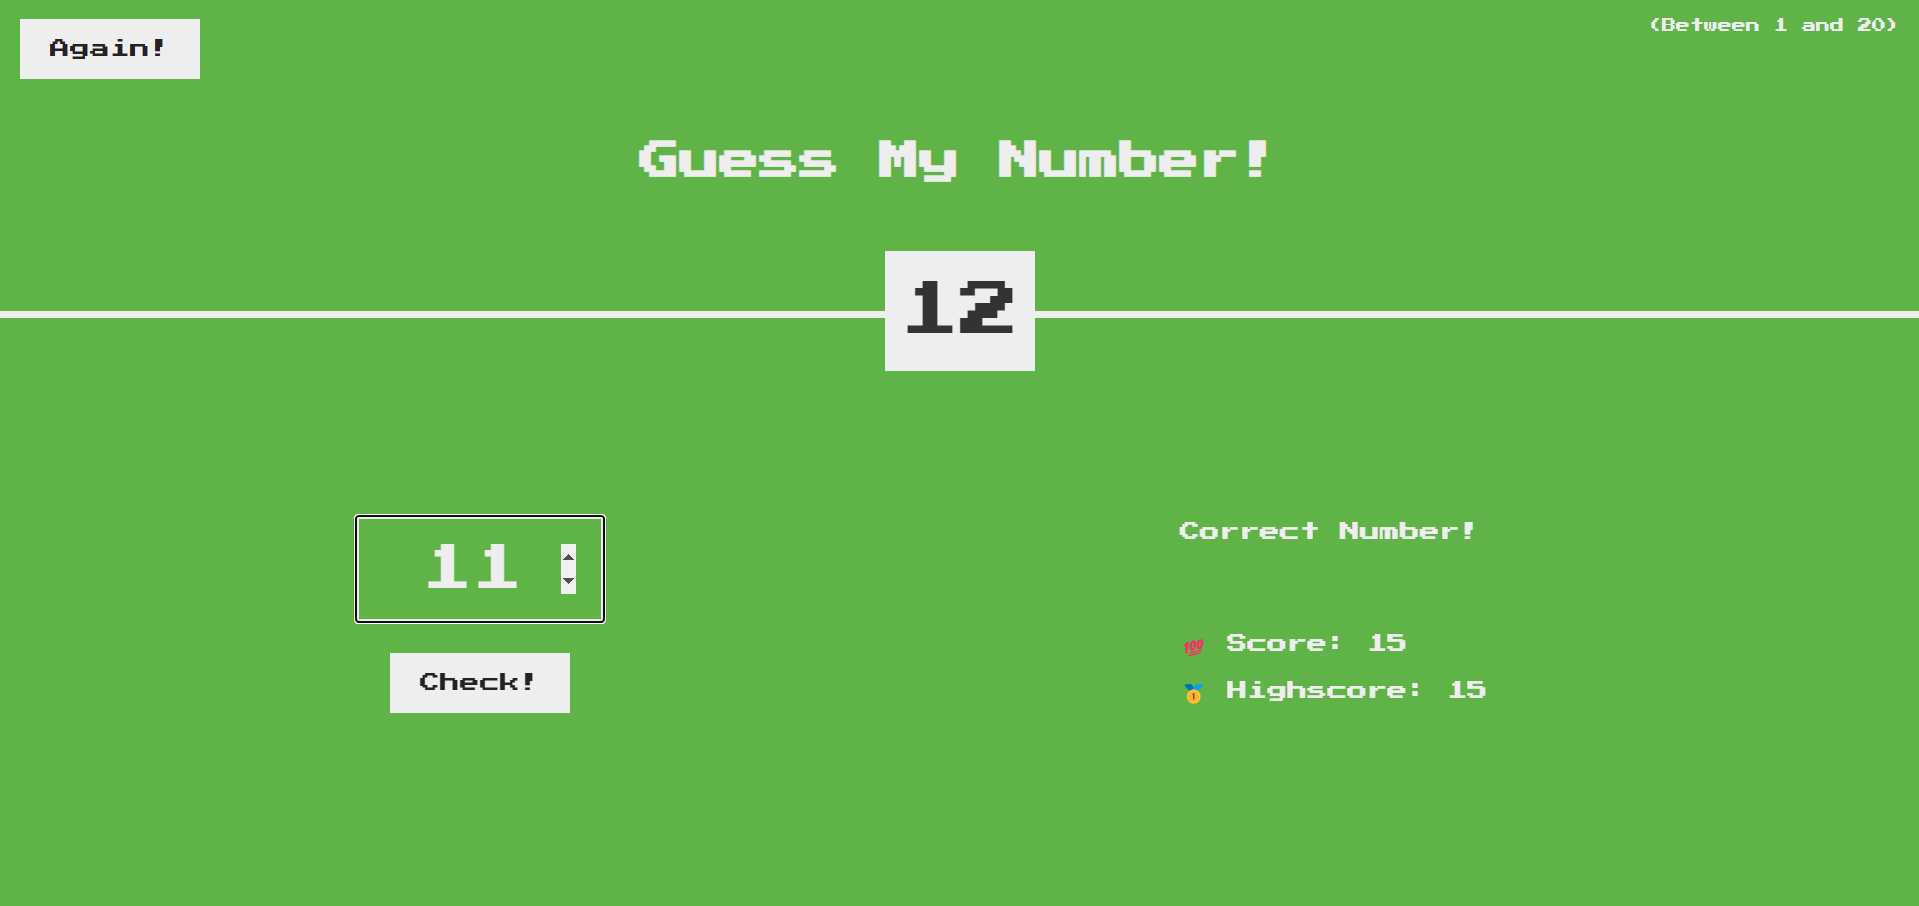 Again!
(Between 1 and 20)
Guess My Number!
12
11
Check!
Correct Number!
💯 Score: 15
🥇 Highscore: 15